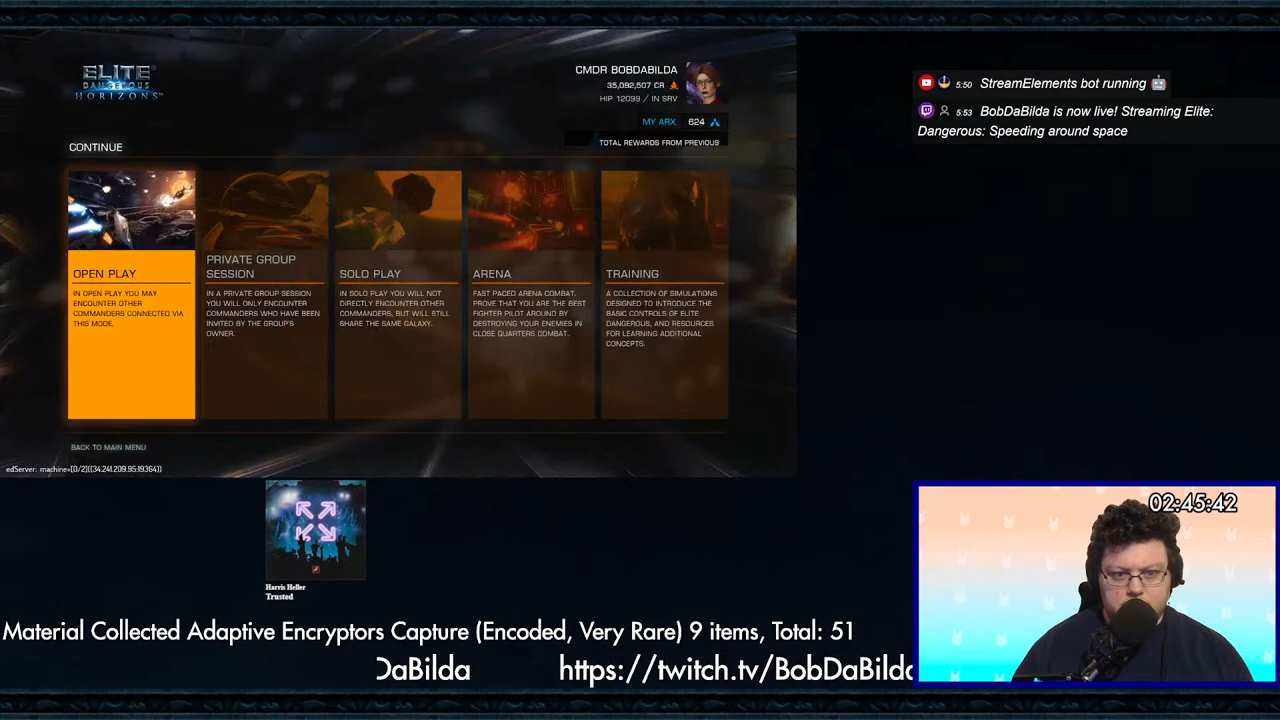 ELITE
DANGEROUS
HORIZONS
CMDR BOBDABILDA
35,092,507 CR
HIP 12099 / IN SRV
MY ARX 624
TOTAL REWARDS FROM PREVIOUS
CONTINUE
OPEN PLAY
IN OPEN PLAY YOU MAY
ENCOUNTER OTHER
COMMANDERS CONNECTED VIA
THIS MODE.
PRIVATE GROUP
SESSION
IN A PRIVATE GROUP SESSION
YOU WILL ONLY ENCOUNTER
COMMANDERS WHO HAVE BEEN
INVITED BY THE GROUP'S
OWNER.
SOLO PLAY
IN SOLO PLAY YOU WILL NOT
DIRECTLY ENCOUNTER OTHER
COMMANDERS, BUT WILL STILL
SHARE THE SAME GALAXY.
ARENA
FAST PACED ARENA COMBAT.
PROVE THAT YOU ARE THE BEST
FIGHTER PILOT AROUND BY
DESTROYING YOUR ENEMIES IN
CLOSE QUARTERS COMBAT.
TRAINING
A COLLECTION OF SIMULATIONS
DESIGNED TO INTRODUCE THE
BASIC CONTROLS OF ELITE
DANGEROUS, AND RESOURCES
FOR LEARNING ADDITIONAL
CONCEPTS.
BACK TO MAIN MENU
5:50 StreamElements bot running
5:53 BobDaBilda is now live! Streaming Elite:
Dangerous: Speeding around space
02:45:42
Harris Heller
Trusted
Material Collected Adaptive Encryptors Capture (Encoded, Very Rare) 9 items, Total: 51
DaBilda https://twitch.tv/BobDaBilda